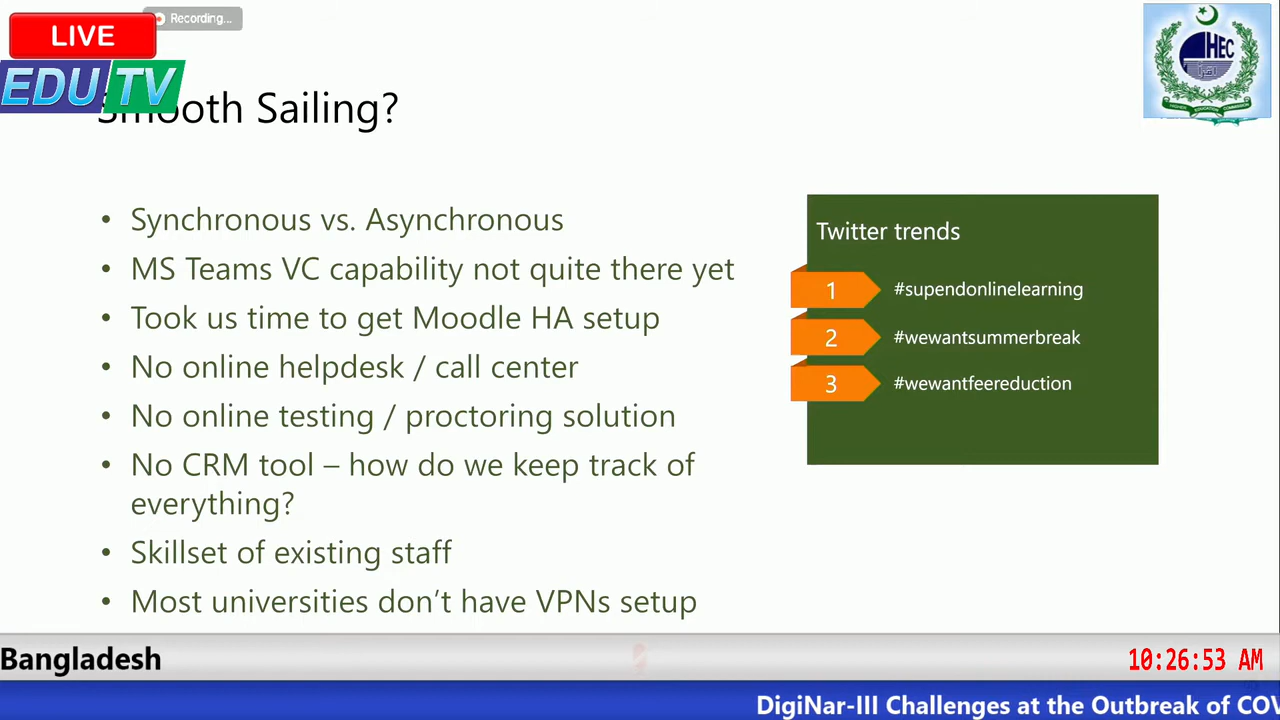 Recording...
LIVE
EDU TV
HEC
Smooth Sailing?
• Synchronous vs. Asynchronous
• MS Teams VC capability not quite there yet
• Took us time to get Moodle HA setup
• No online helpdesk / call center
• No online testing / proctoring solution
• No CRM tool – how do we keep track of
everything?
• Skillset of existing staff
• Most universities don't have VPNs setup
Twitter trends
1 #supendonlinelearning
2 #wewantsummerbreak
3 #wewantfeereduction
Bangladesh
10:26:53 AM
DigiNar-III Challenges at the Outbreak of COV